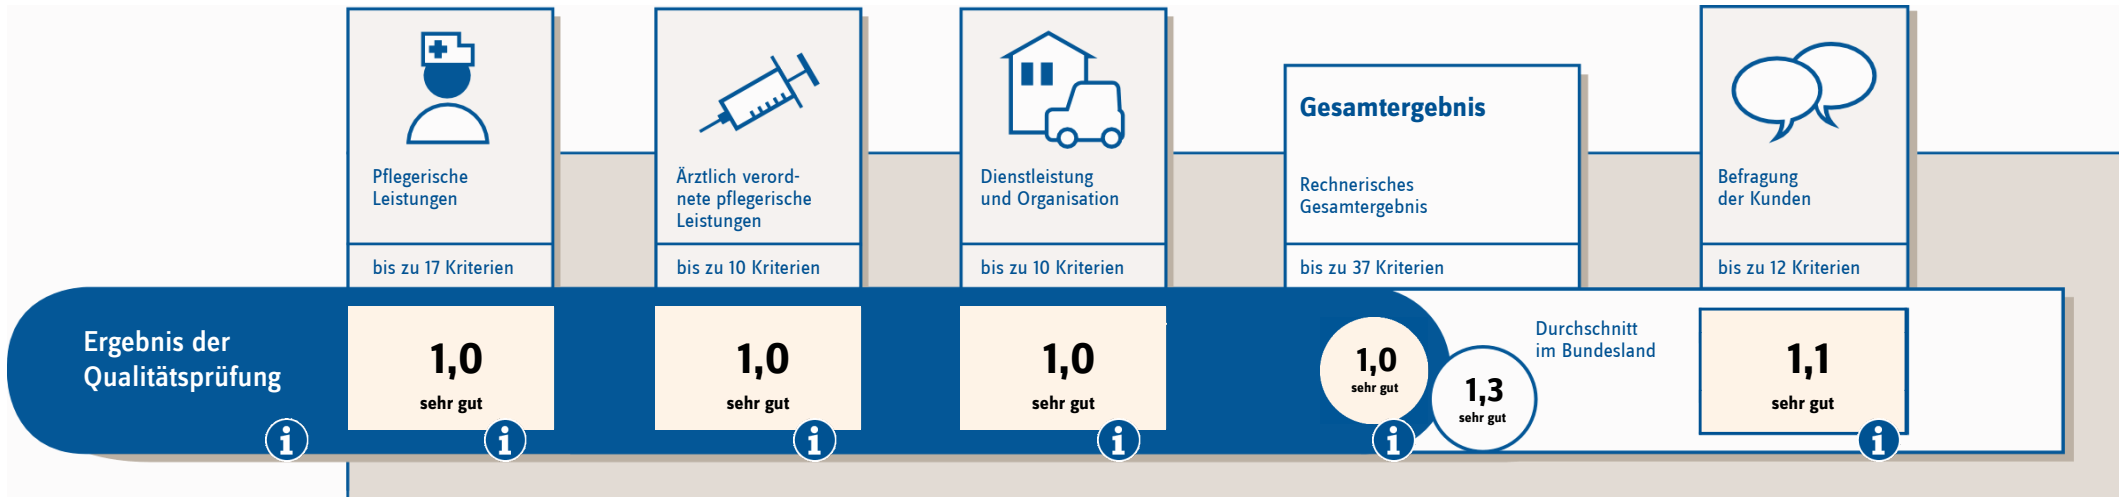 Pflegerische
Leistungen
bis zu 17 Kriterien
Ärztlich verord-
nete pflegerische
Leistungen
bis zu 10 Kriterien
Dienstleistung
und Organisation
bis zu 10 Kriterien
Gesamtergebnis
Rechnerisches
Gesamtergebnis
bis zu 37 Kriterien
Befragung
der Kunden
bis zu 12 Kriterien
Ergebnis der
Qualitätsprüfung
i
1,0
sehr gut
i
1,0
sehr gut
i
1,0
sehr gut
i
1,0
sehr gut
i
1,3
sehr gut
Durchschnitt
im Bundesland
1,1
sehr gut
i